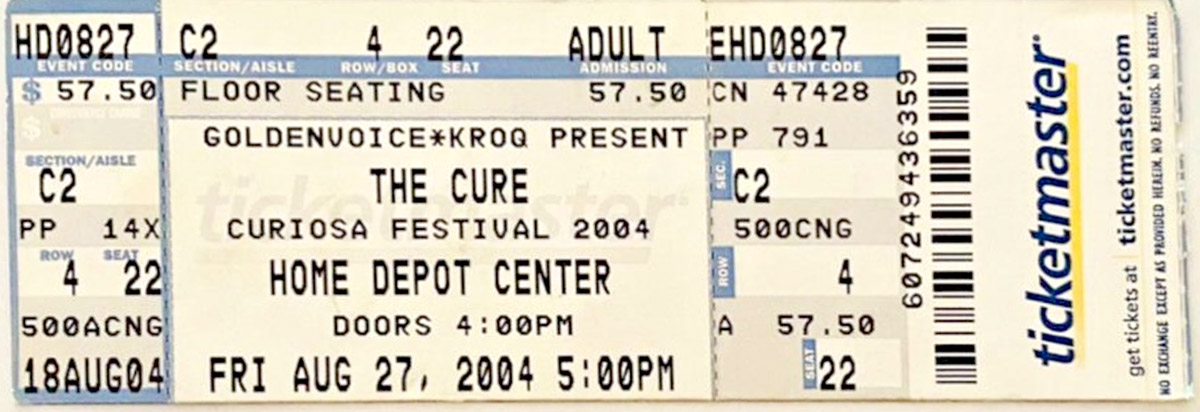 HD0827 C2 4 22 ADULT EHD0827
EVENT CODE SECTION/AISLE ROW/BOX SEAT ADMISSION EVENT CODE
$ 57.50 FLOOR SEATING 57.50 CN 47428
$
GOLDENVOICE*KROQ PRESENT PP 791
SECTION/AISLE
C2 THE CURE SEC. C2
ticketmaster
PP 14X CURIOSA FESTIVAL 2004 500CNG
ROW SEAT
4 22 HOME DEPOT CENTER ROW 4
500ACNG DOORS 4:00PM A 57.50
18AUG04 FRI AUG 27, 2004 5:00PM SEAT 22
607249436359
ticketmaster
get tickets at ticketmaster.com
NO EXCHANGE EXCEPT AS PROVIDED HEREIN. NO REFUNDS. NO REENTRY.